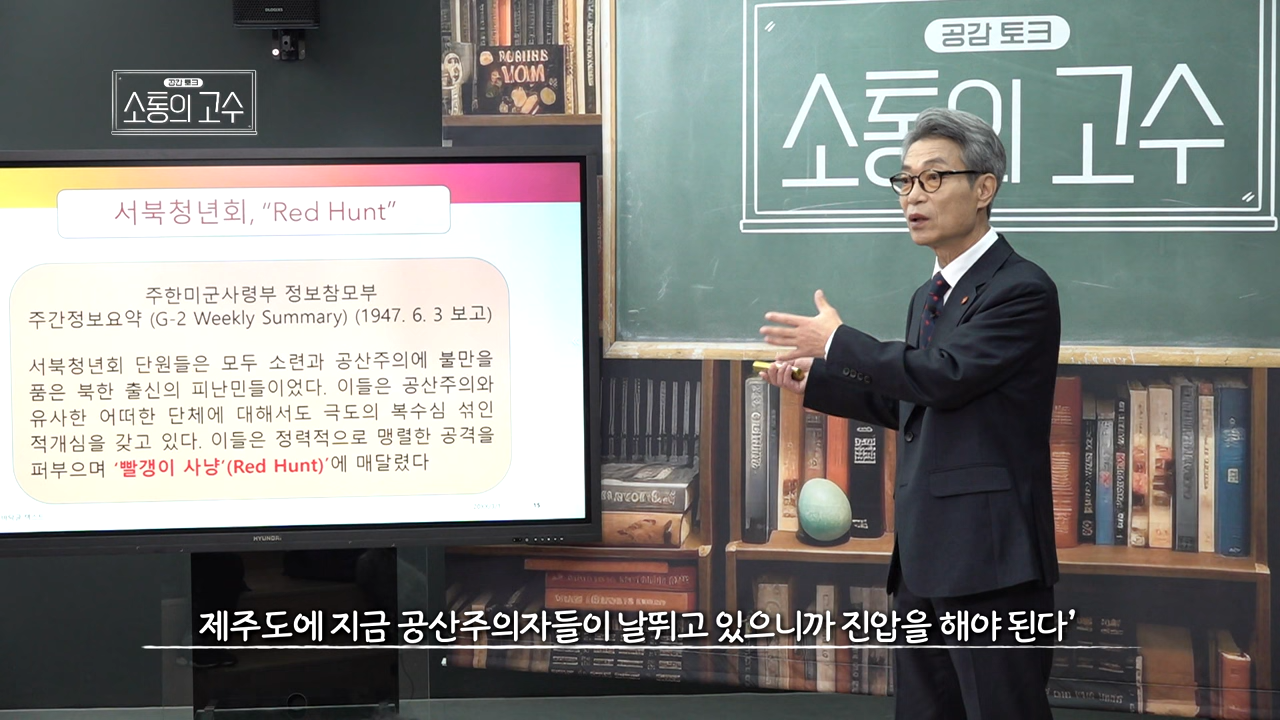 공감 토크
소통의 고수
공감 토크
소통의 고수
서북청년회, “Red Hunt”
주한미군사령부 정보참모부
주간정보요약 (G-2 Weekly Summary) (1947. 6. 3 보고)
서북청년회 단원들은 모두 소련과 공산주의에 불만을
품은 북한 출신의 피난민들이었다. 이들은 공산주의와
유사한 어떠한 단체에 대해서도 극도의 복수심 섞인
적개심을 갖고 있다. 이들은 정력적으로 맹렬한 공격을
퍼부으며 ‘빨갱이 사냥’(Red Hunt)’에 매달렸다
15
HYUNDAI
HYUNDAI
제주도에 지금 공산주의자들이 날뛰고 있으니까 진압을 해야 된다’